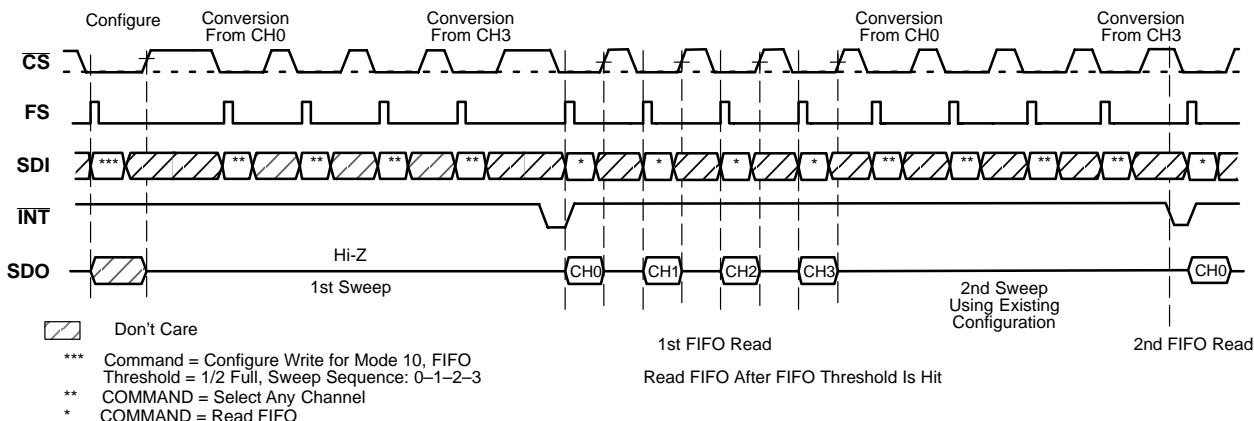 Configure
Conversion
From CH0
Conversion
From CH3
Conversion
From CH0
Conversion
From CH3
CS
FS
SDI
*** ** ** ** ** * * * * ** ** ** ** *
INT
SDO
Hi-Z
1st Sweep
CH0 CH1 CH2 CH3
2nd Sweep
Using Existing
Configuration
CH0
1st FIFO Read
2nd FIFO Read
Read FIFO After FIFO Threshold Is Hit
Don't Care
*** Command = Configure Write for Mode 10, FIFO
Threshold = 1/2 Full, Sweep Sequence: 0–1–2–3
** COMMAND = Select Any Channel
* COMMAND = Read FIFO